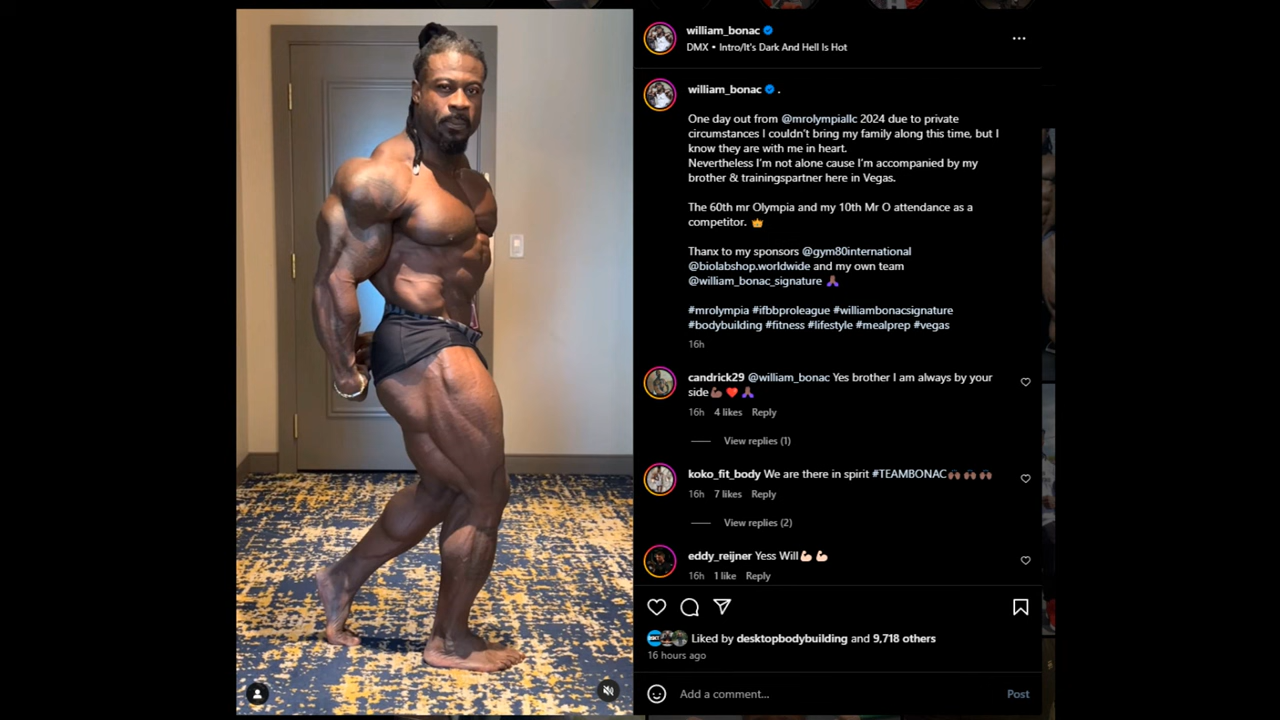 william_bonac
DMX • Intro/It's Dark And Hell Is Hot
william_bonac .
One day out from @mrolympiallc 2024 due to private
circumstances I couldn't bring my family along this time, but I
know they are with me in heart.
Nevertheless I'm not alone cause I'm accompanied by my
brother & trainingspartner here in Vegas.
The 60th mr Olympia and my 10th Mr O attendance as a
competitor. 👑
Thanx to my sponsors @gym80international
@biolabshop.worldwide and my own team
@william_bonac_signature 🙏🏾
#mrolympia #ifbbproleague #williambonacsignature
#bodybuilding #fitness #lifestyle #mealprep #vegas
16h
candrick29 @william_bonac Yes brother I am always by your
side💪🏾❤️🙏🏾
16h 4 likes Reply
View replies (1)
koko_fit_body We are there in spirit #TEAMBONAC🙌🏽🙌🏽🙌🏽
16h 7 likes Reply
View replies (2)
eddy_reijner Yess Will💪🏻💪🏻
16h 1 like Reply
Liked by desktopbodybuilding and 9,718 others
16 hours ago
Add a comment...
Post